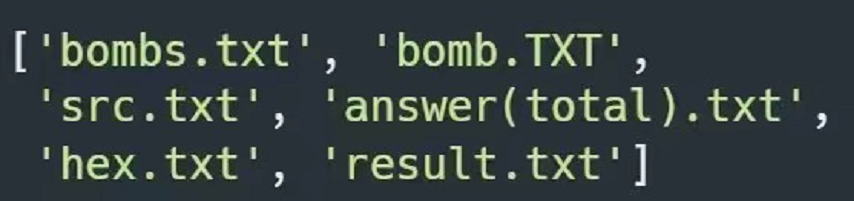 ['bombs.txt', 'bomb.TXT',
'src.txt', 'answer(total).txt',
'hex.txt', 'result.txt']